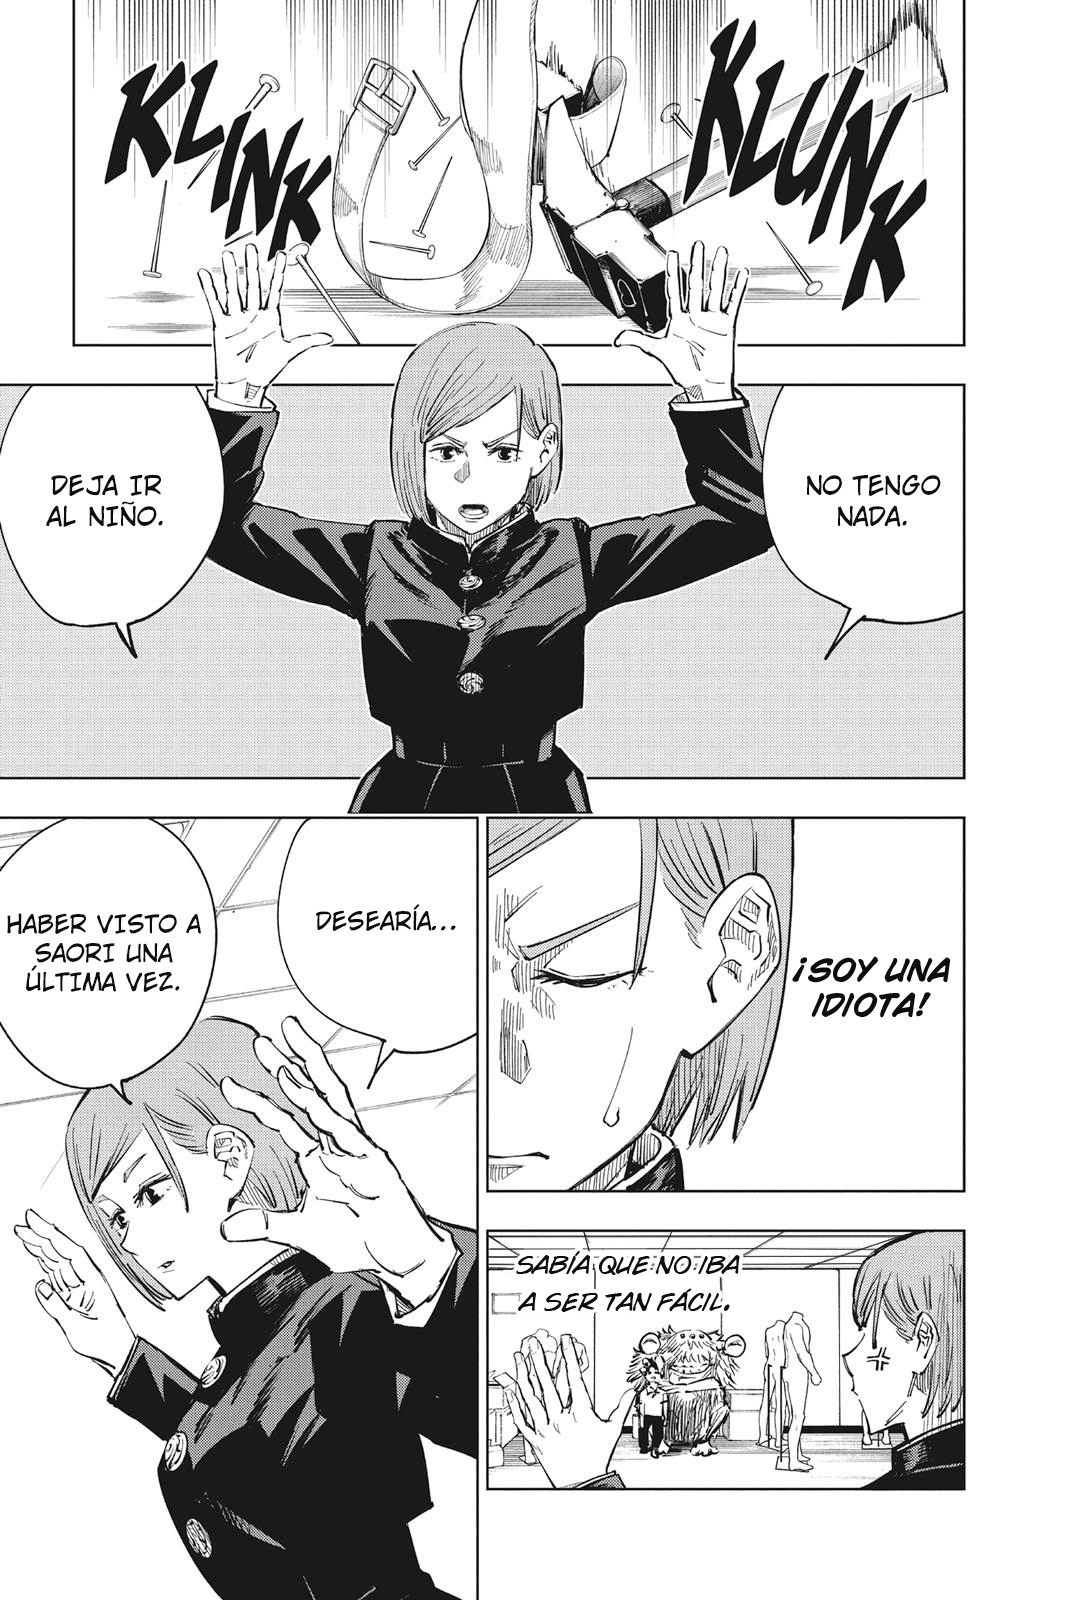 KLUNK
KLINK
NO TENGO
NADA.
DEJA IR
AL NIÑO.
¡SOY UNA
IDIOTA!
SABÍA QUE NO IBA
A SER TAN FÁCIL.
DESEARÍA...
HABER VISTO A
SAORI UNA
ÚLTIMA VEZ.